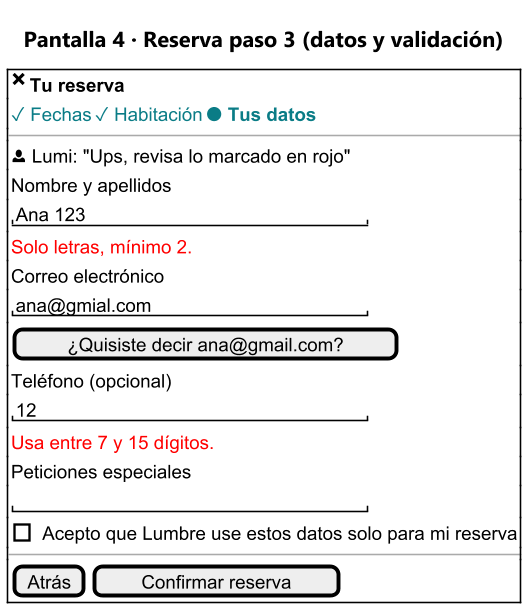 Pantalla 4 · Reserva paso 3 (datos y validación)
Tu reserva
✓ Fechas ✓ Habitación ● Tus datos
Lumi: "Ups, revisa lo marcado en rojo"
Nombre y apellidos
Ana 123
Solo letras, mínimo 2.
Correo electrónico
ana@gmial.com
¿Quisiste decir ana@gmail.com?
Teléfono (opcional)
12
Usa entre 7 y 15 dígitos.
Peticiones especiales
Acepto que Lumbre use estos datos solo para mi reserva
Atrás Confirmar reserva